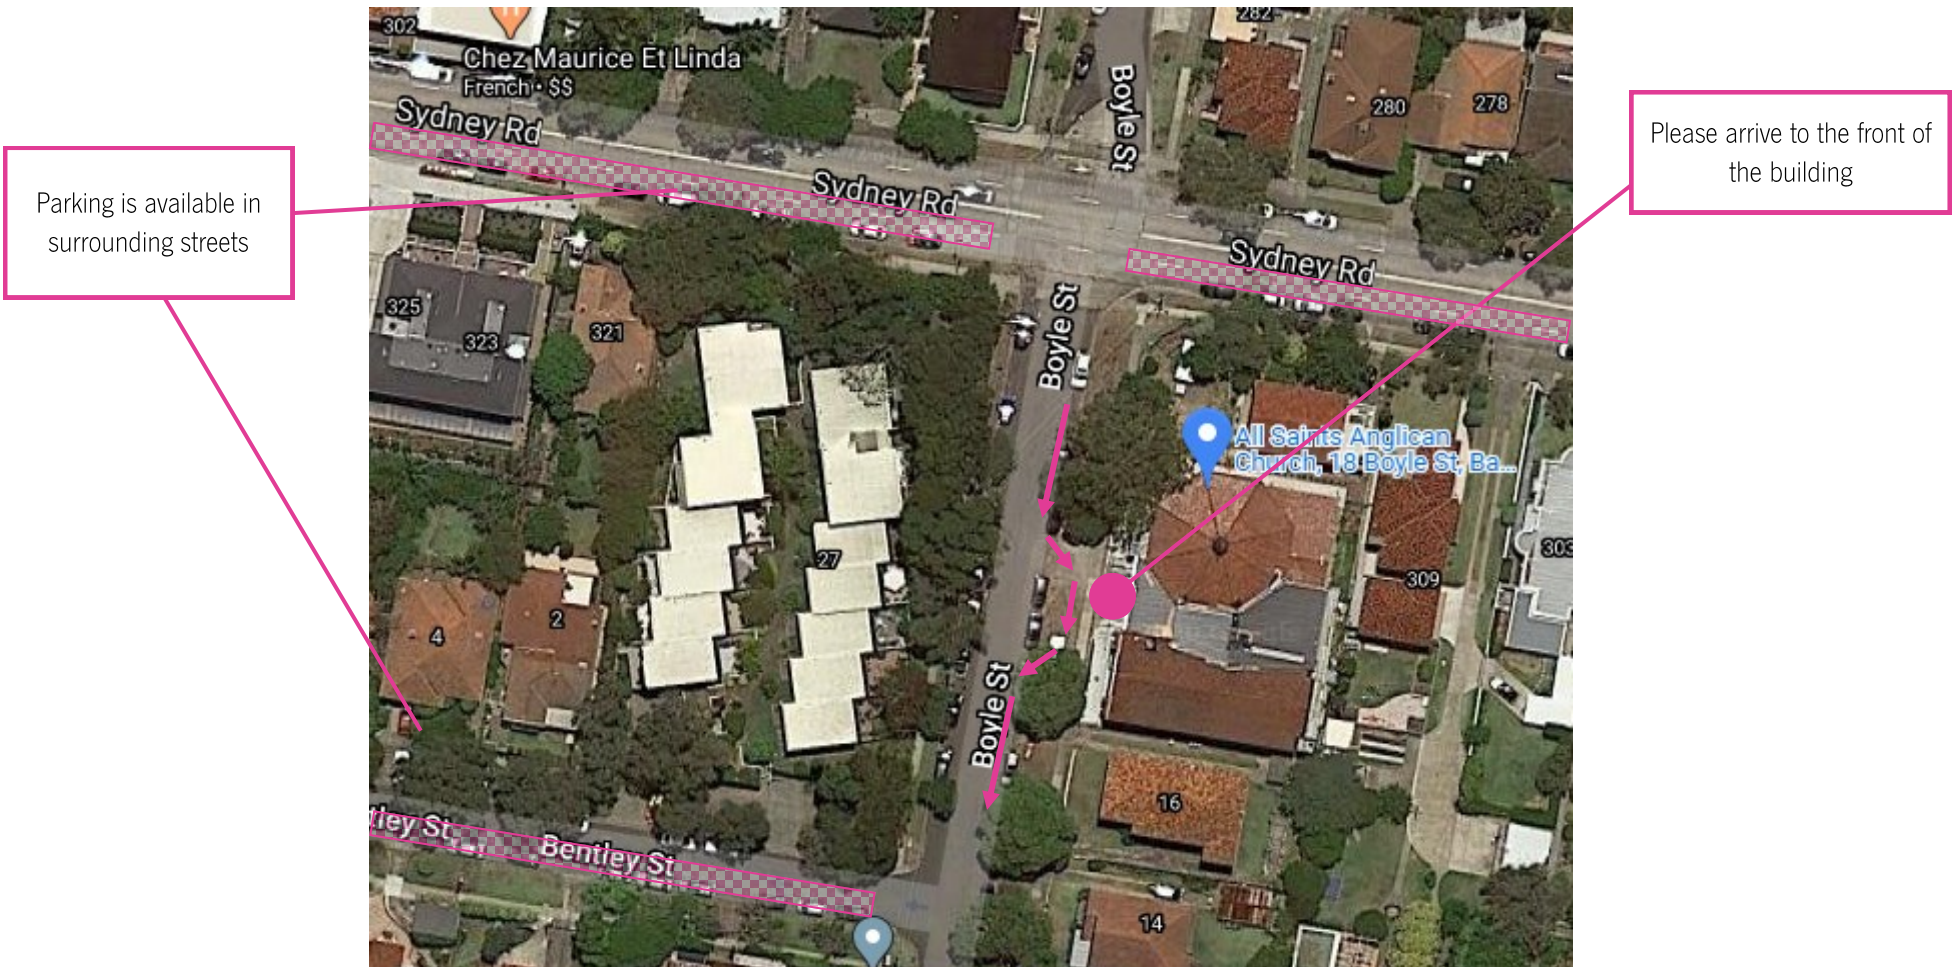 302
Chez Maurice Et Linda
French • $$
282
Boyle St
280
278
Please arrive to the front of
the building
Sydney Rd
Parking is available in
surrounding streets
Sydney Rd
Sydney Rd
325
323
321
Boyle St
All Saints Anglican
Church, 18 Boyle St, Ba...
27
303
309
4
2
Boyle St
16
tley St
Bentley St
14